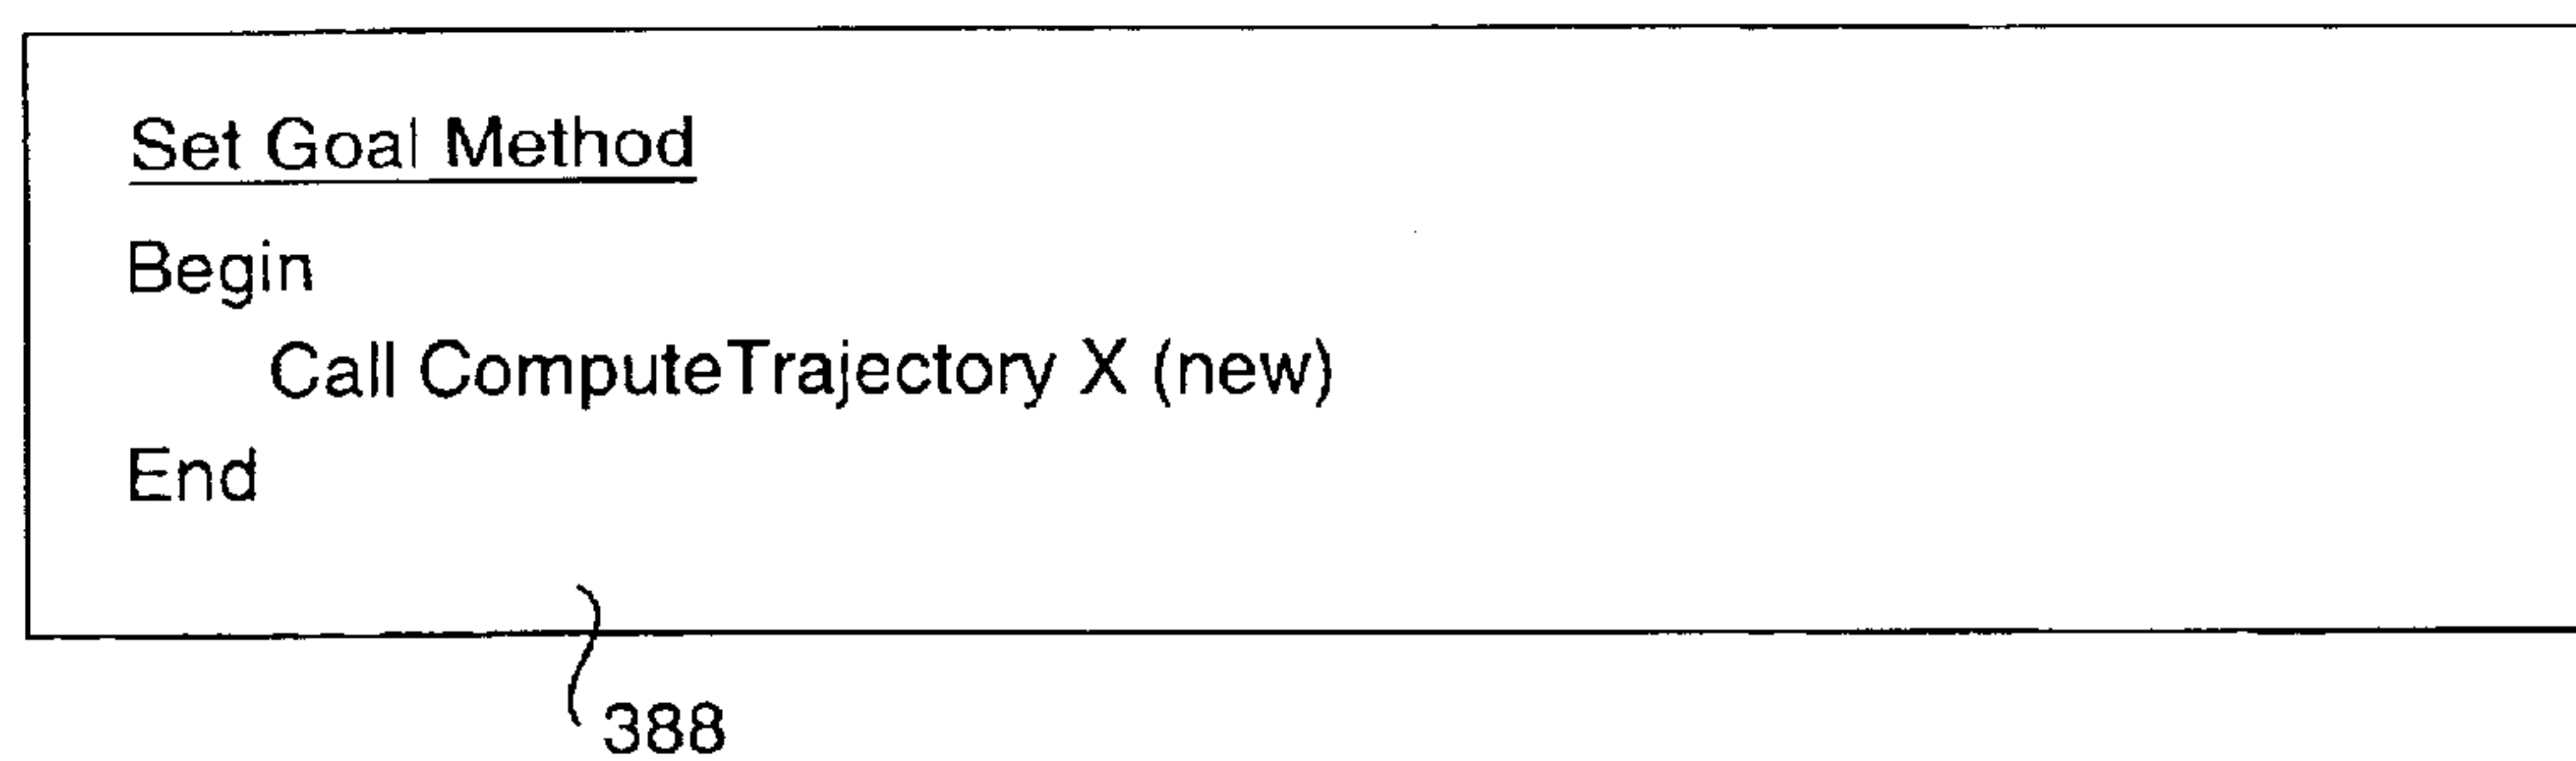 Set Goal Method
Begin
Call ComputeTrajectory X (new)
End
388